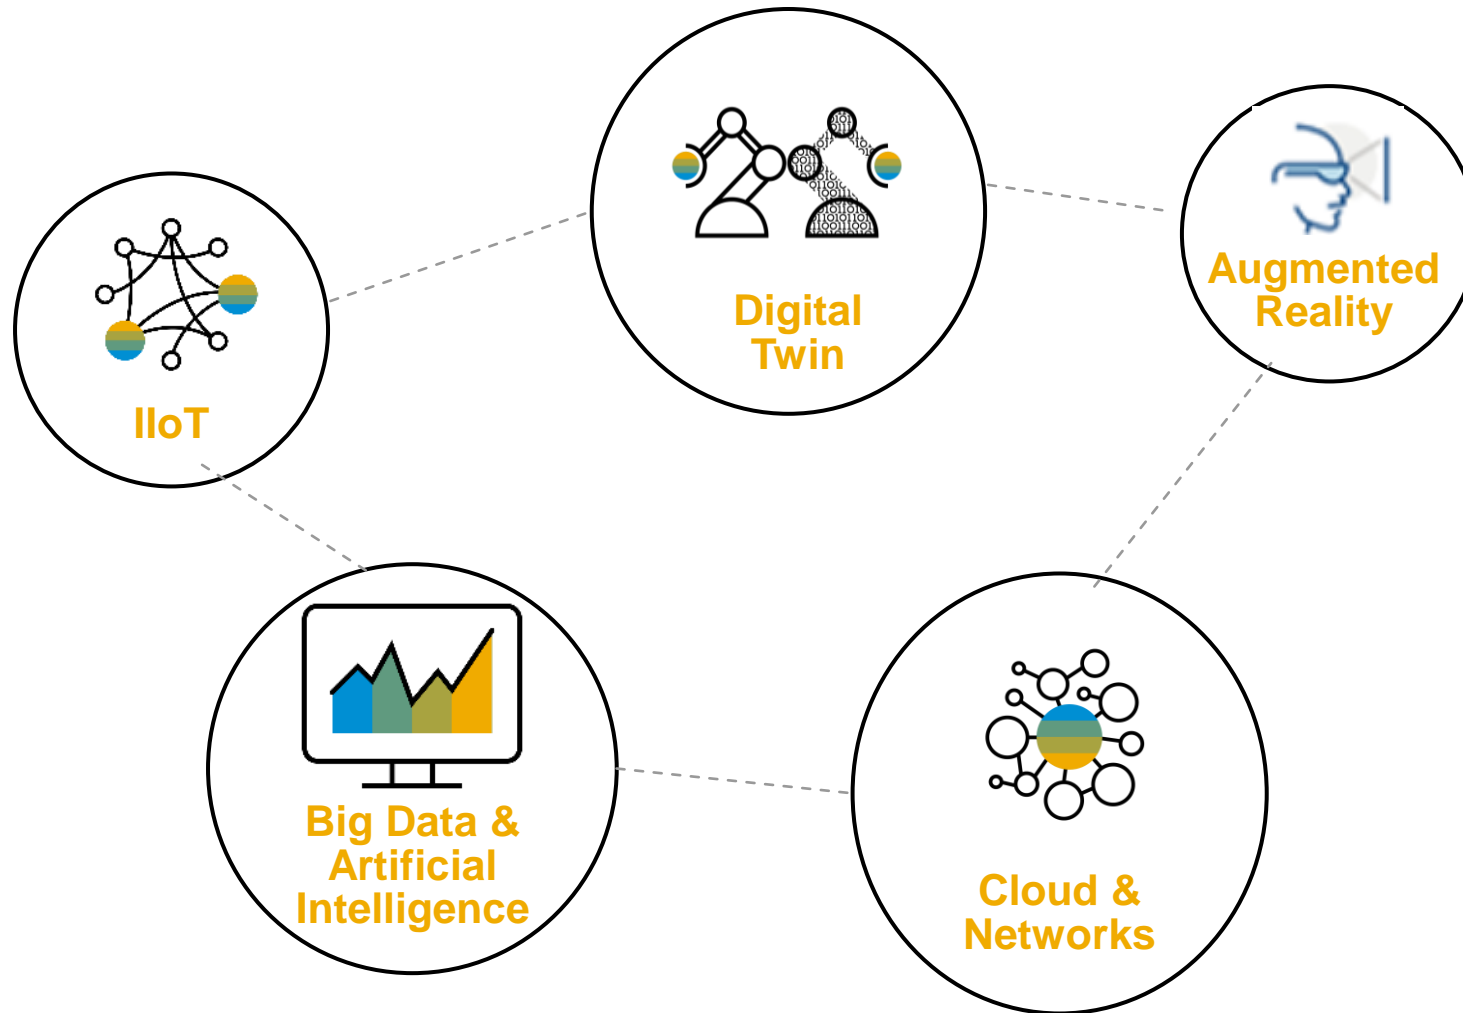 Digital
Twin
Augmented
Reality
IIoT
Big Data &
Artificial
Intelligence
Cloud &
Networks